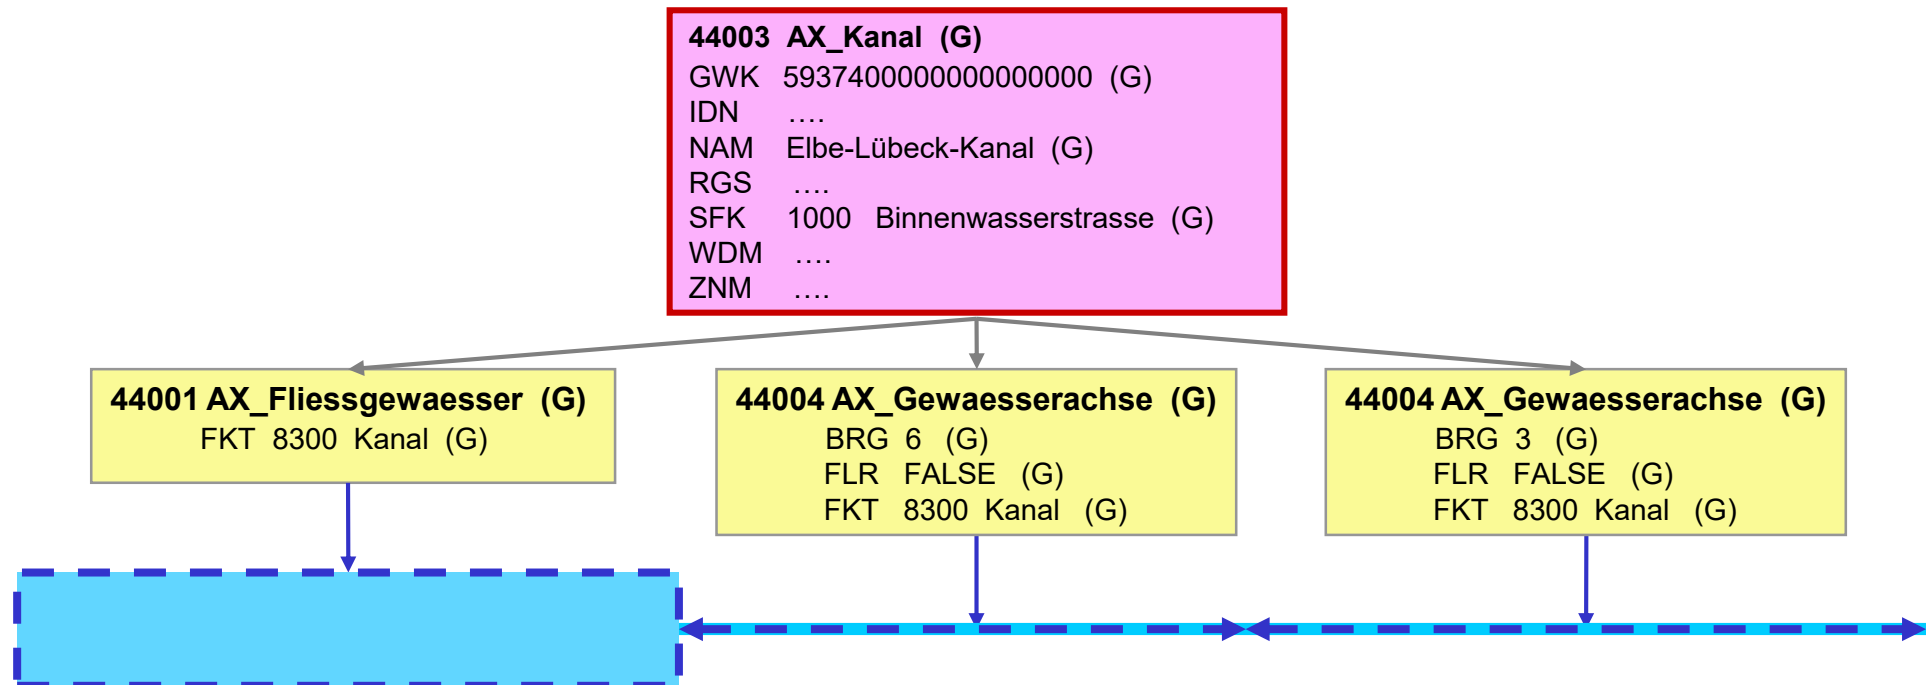 44003 AX_Kanal (G)
GWK 5937400000000000000 (G)
IDN ....
NAM Elbe-Lübeck-Kanal (G)
RGS ....
SFK 1000 Binnenwasserstrasse (G)
WDM ....
ZNM ....
44001 AX_Fliessgewaesser (G)
FKT 8300 Kanal (G)
44004 AX_Gewaesserachse (G)
BRG 6 (G)
FLR FALSE (G)
FKT 8300 Kanal (G)
44004 AX_Gewaesserachse (G)
BRG 3 (G)
FLR FALSE (G)
FKT 8300 Kanal (G)